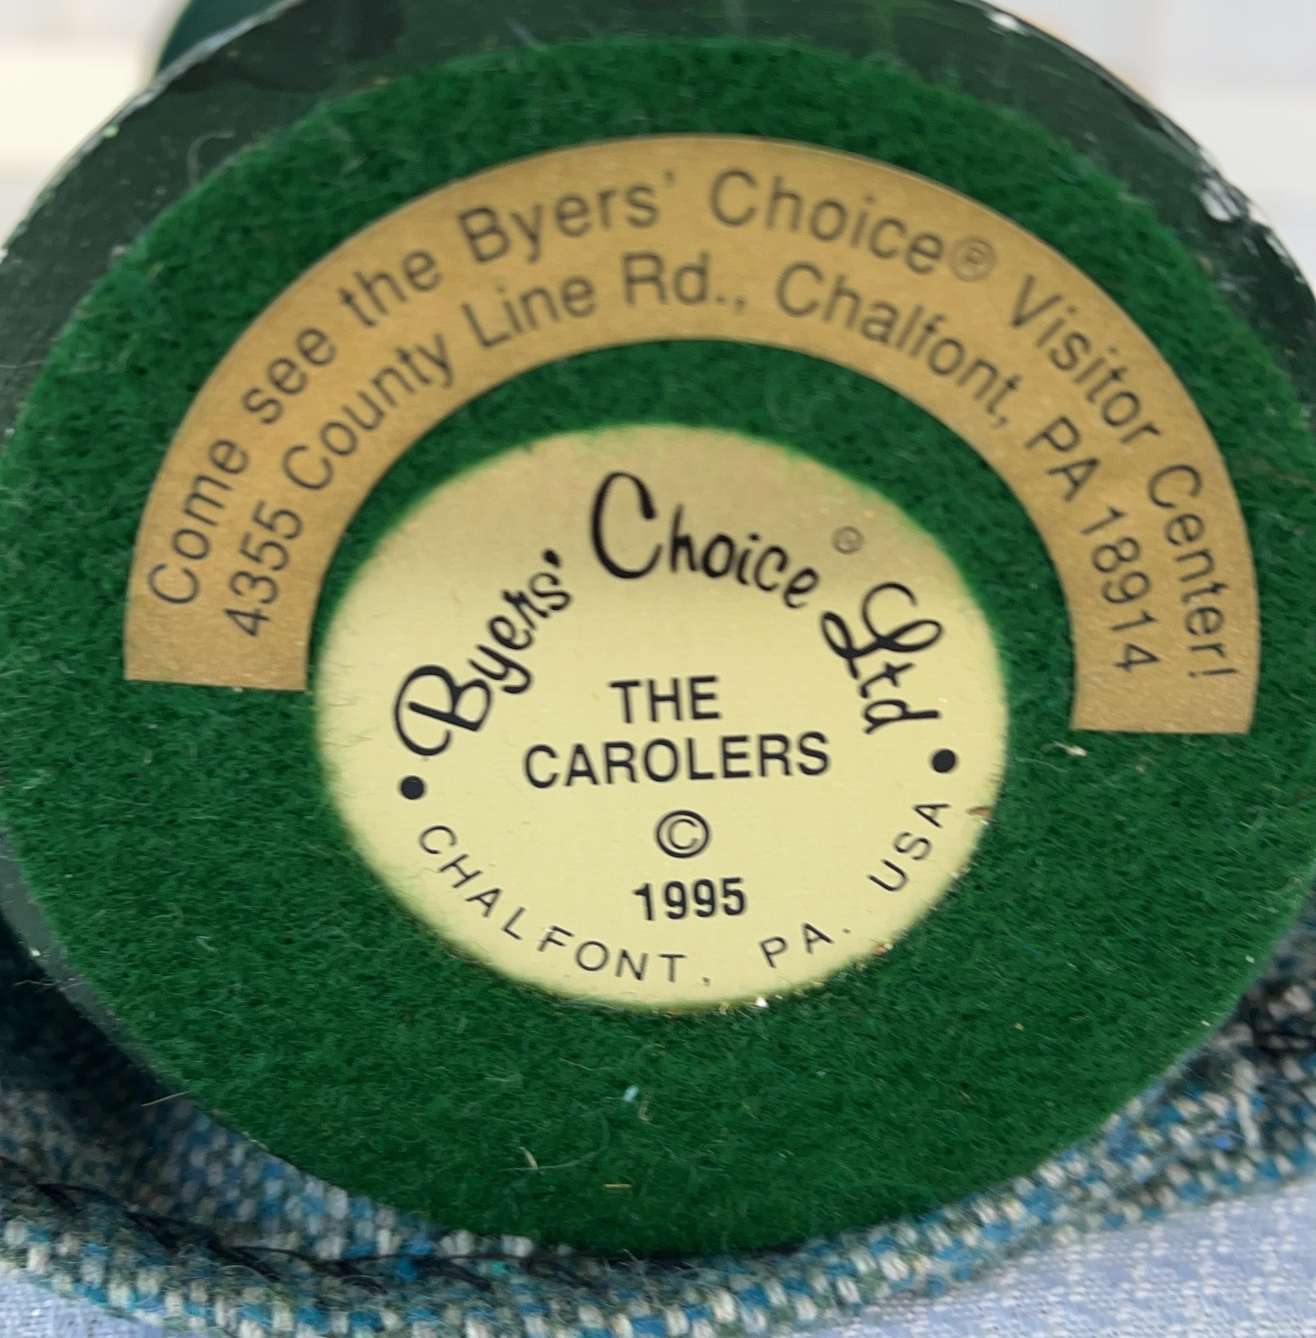 Come see the Byers' Choice® Visitor Center!
4355 County Line Rd., Chalfont, PA 18914
Byers' Choice Ltd ®
THE
CAROLERS
©
1995
• CHALFONT, PA. USA •